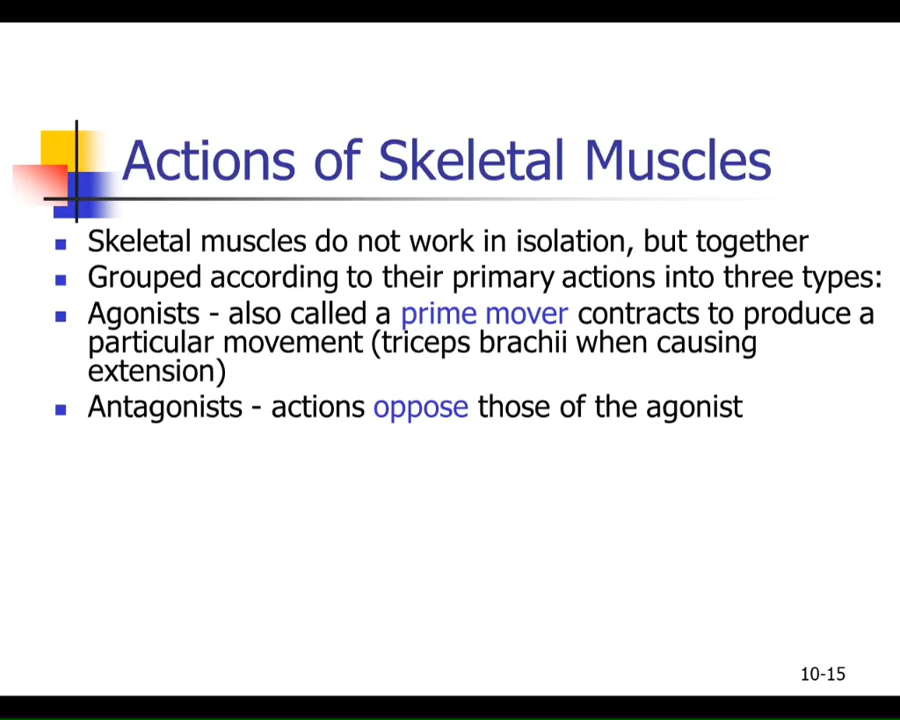 Actions of Skeletal Muscles
Skeletal muscles do not work in isolation, but together
Grouped according to their primary actions into three types:
Agonists - also called a prime mover contracts to produce a
particular movement (triceps brachii when causing
extension)
Antagonists - actions oppose those of the agonist
10-15